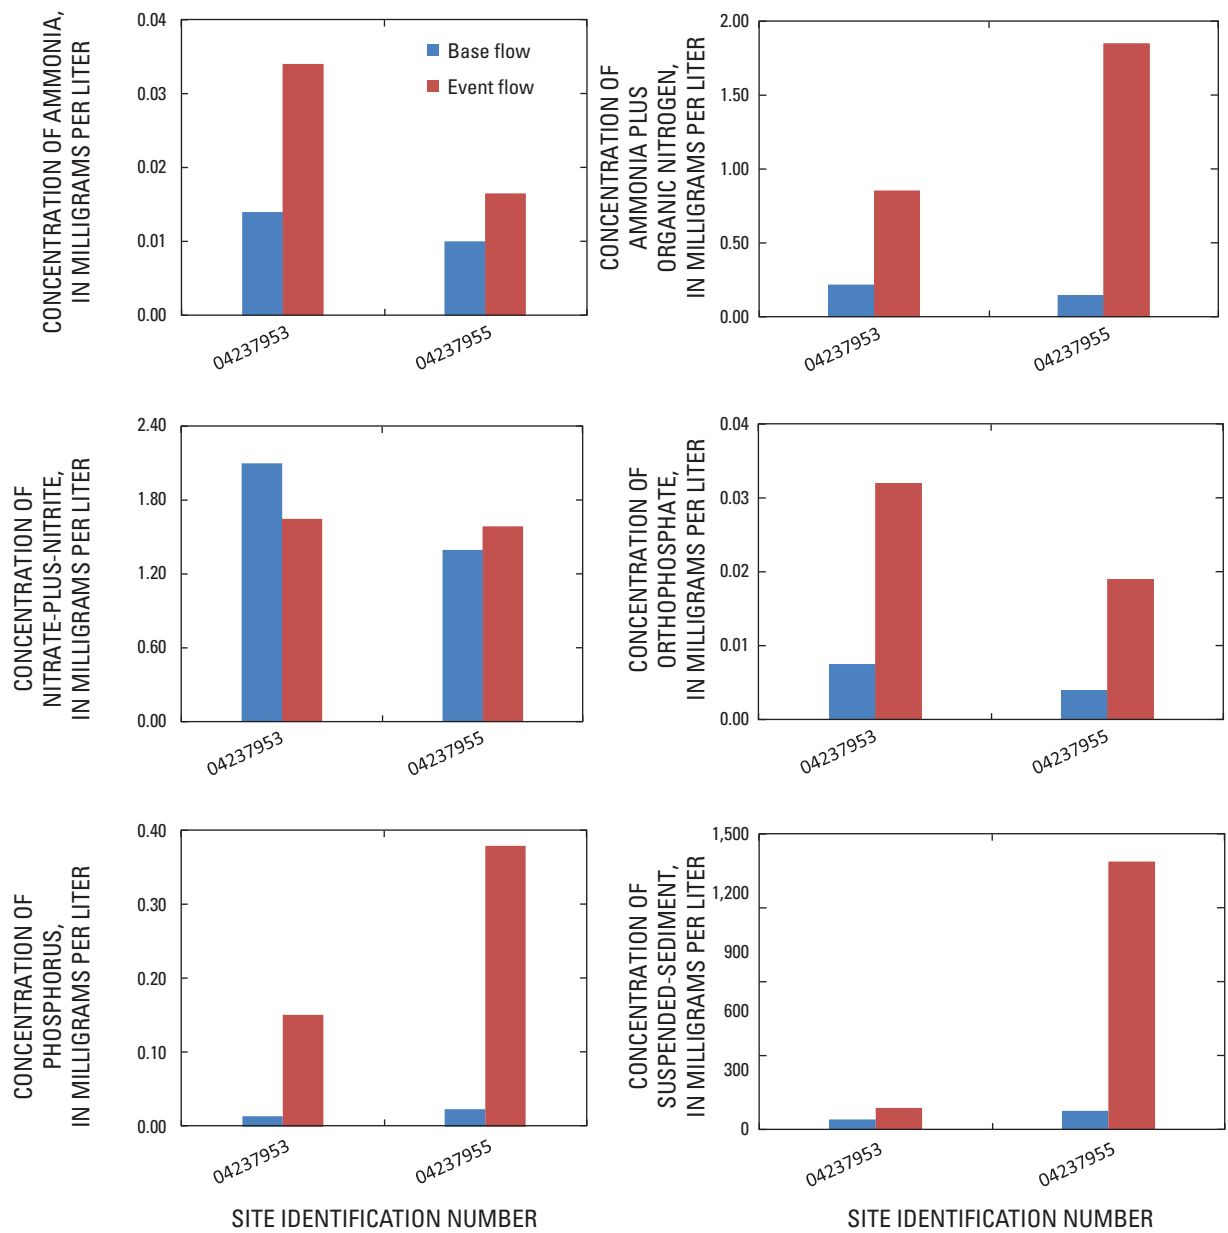 CONCENTRATION OF AMMONIA,
IN MILLIGRAMS PER LITER
0.04
0.03
0.02
0.01
0.00
Base flow
Event flow
04237953
04237955
CONCENTRATION OF
AMMONIA PLUS
ORGANIC NITROGEN,
IN MILLIGRAMS PER LITER
2.00
1.50
1.00
0.50
0.00
04237953
04237955
CONCENTRATION OF
NITRATE-PLUS-NITRITE,
IN MILLIGRAMS PER LITER
2.40
1.80
1.20
0.60
0.00
04237953
04237955
CONCENTRATION OF
ORTHOPHOSPHATE,
IN MILLIGRAMS PER LITER
0.04
0.03
0.02
0.01
0.00
04237953
04237955
CONCENTRATION OF
PHOSPHORUS,
IN MILLIGRAMS PER LITER
0.40
0.30
0.20
0.10
0.00
04237953
04237955
SITE IDENTIFICATION NUMBER
CONCENTRATION OF
SUSPENDED-SEDIMENT,
IN MILLIGRAMS PER LITER
1,500
1,200
900
600
300
0
04237953
04237955
SITE IDENTIFICATION NUMBER